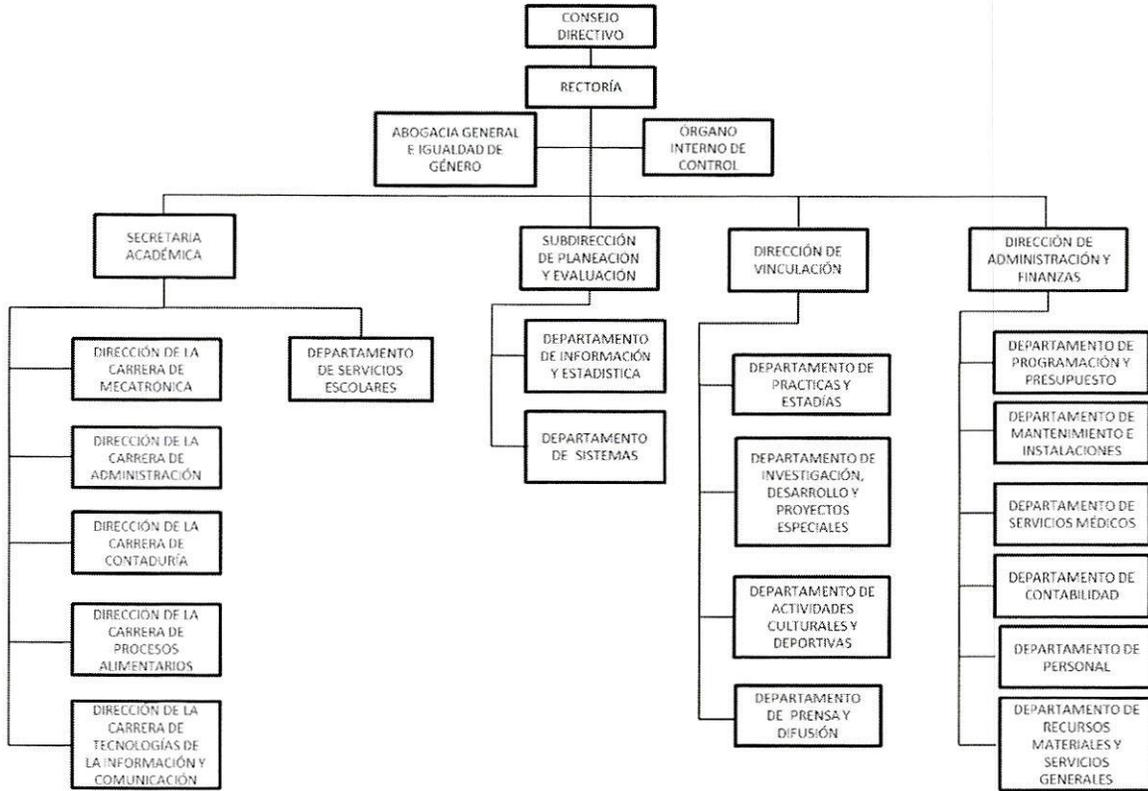 CONSEJO
DIRECTIVO
RECTORÍA
ABOGACIA GENERAL
E IGUALDAD DE
GÉNERO
ÓRGANO
INTERNO DE
CONTROL
SECRETARIA
ACADÉMICA
SUBDIRECCIÓN
DE PLANEACIÓN
Y EVALUACIÓN
DIRECCIÓN DE
VINCULACIÓN
DIRECCIÓN DE
ADMINISTRACIÓN Y
FINANZAS
DIRECCIÓN DE LA
CARRERA DE
MECATRÓNICA
DIRECCIÓN DE LA
CARRERA DE
ADMINISTRACIÓN
DIRECCIÓN DE LA
CARRERA DE
CONTADURÍA
DIRECCIÓN DE LA
CARRERA DE
PROCESOS
ALIMENTARIOS
DIRECCIÓN DE LA
CARRERA DE
TECNOLOGÍAS DE
LA INFORMACIÓN Y
COMUNICACIÓN
DEPARTAMENTO
DE SERVICIOS
ESCOLARES
DEPARTAMENTO
DE INFORMACIÓN
Y ESTADISTICA
DEPARTAMENTO
DE SISTEMAS
DEPARTAMENTO DE
PRACTICAS Y
ESTADÍAS
DEPARTAMENTO DE
INVESTIGACIÓN,
DESARROLLO Y
PROYECTOS
ESPECIALES
DEPARTAMENTO DE
ACTIVIDADES
CULTURALES Y
DEPORTIVAS
DEPARTAMENTO
DE PRENSA Y
DIFUSIÓN
DEPARTAMENTO DE
PROGRAMACIÓN Y
PRESUPUESTO
DEPARTAMENTO DE
MANTENIMIENTO E
INSTALACIONES
DEPARTAMENTO DE
SERVICIOS MÉDICOS
DEPARTAMENTO DE
CONTABILIDAD
DEPARTAMENTO DE
PERSONAL
DEPARTAMENTO DE
RECURSOS
MATERIALES Y
SERVICIOS
GENERALES